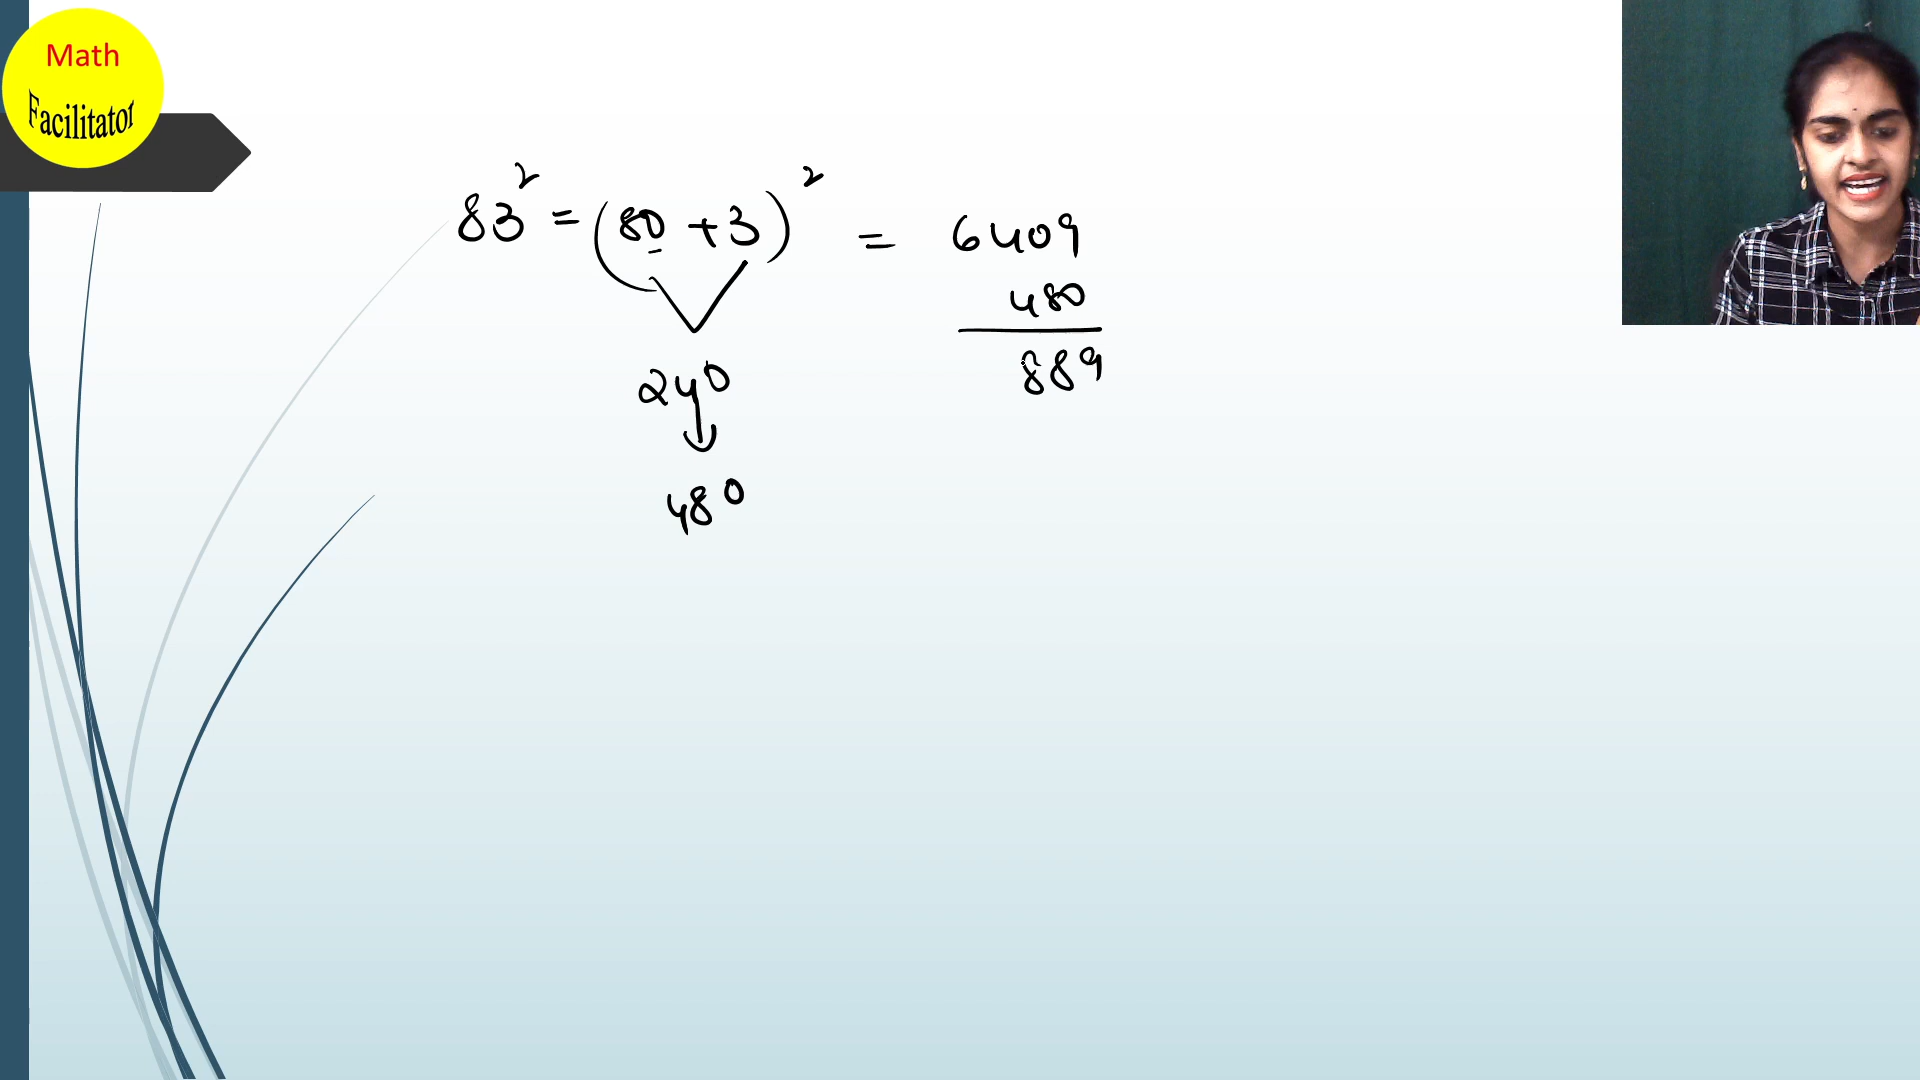 Math
Facilitator
83² = (80 + 3)² = 6409
480
889
240
480